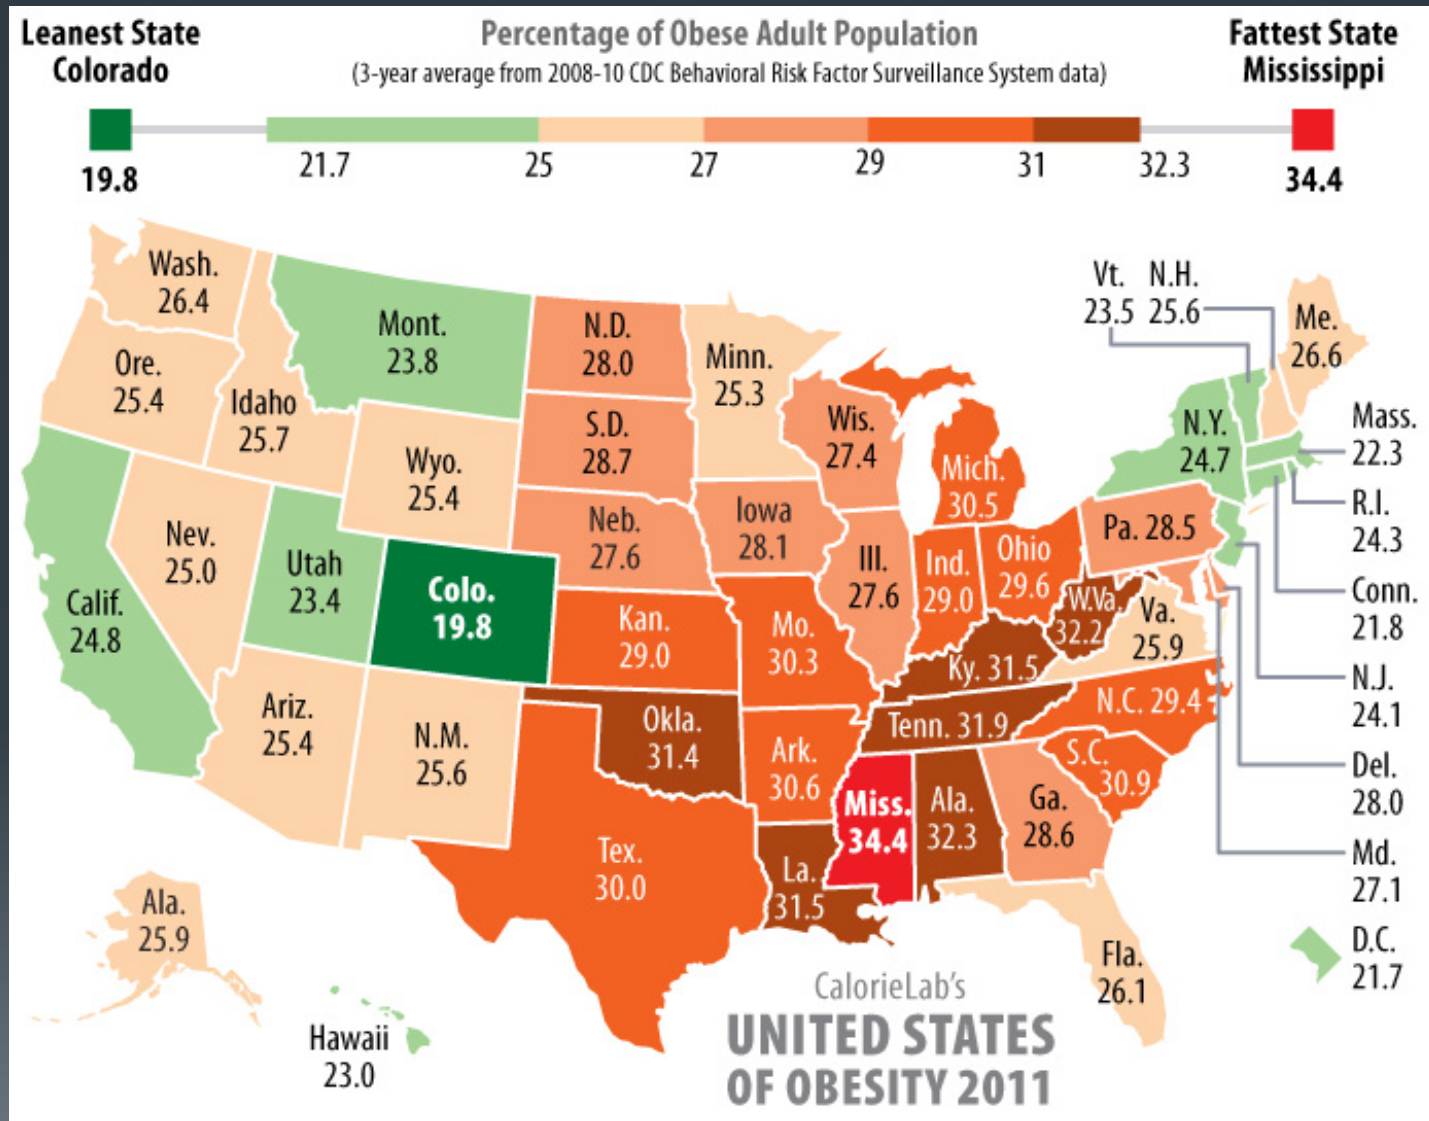 Leanest State
Colorado
19.8
Percentage of Obese Adult Population
(3-year average from 2008-10 CDC Behavioral Risk Factor Surveillance System data)
Fattest State
Mississippi
34.4
21.7 25 27 29 31 32.3
Wash.
26.4
Ore.
25.4
Idaho
25.7
Mont.
23.8
Wyo.
25.4
Calif.
24.8
Nev.
25.0
Utah
23.4
Colo.
19.8
Ariz.
25.4
N.M.
25.6
N.D.
28.0
S.D.
28.7
Neb.
27.6
Kan.
29.0
Okla.
31.4
Tex.
30.0
Minn.
25.3
Iowa
28.1
Mo.
30.3
Ark.
30.6
La.
31.5
Wis.
27.4
Ill.
27.6
Mich.
30.5
Ind.
29.0
Ohio
29.6
Ky. 31.5
Tenn. 31.9
Miss.
34.4
Ala.
32.3
Ga.
28.6
Fla.
26.1
S.C.
30.9
N.C. 29.4
Va.
25.9
W.Va.
32.2
Pa. 28.5
N.Y.
24.7
Vt.
23.5
N.H.
25.6
Me.
26.6
Mass.
22.3
R.I.
24.3
Conn.
21.8
N.J.
24.1
Del.
28.0
Md.
27.1
D.C.
21.7
Ala.
25.9
Hawaii
23.0
CalorieLab's
UNITED STATES
OF OBESITY 2011